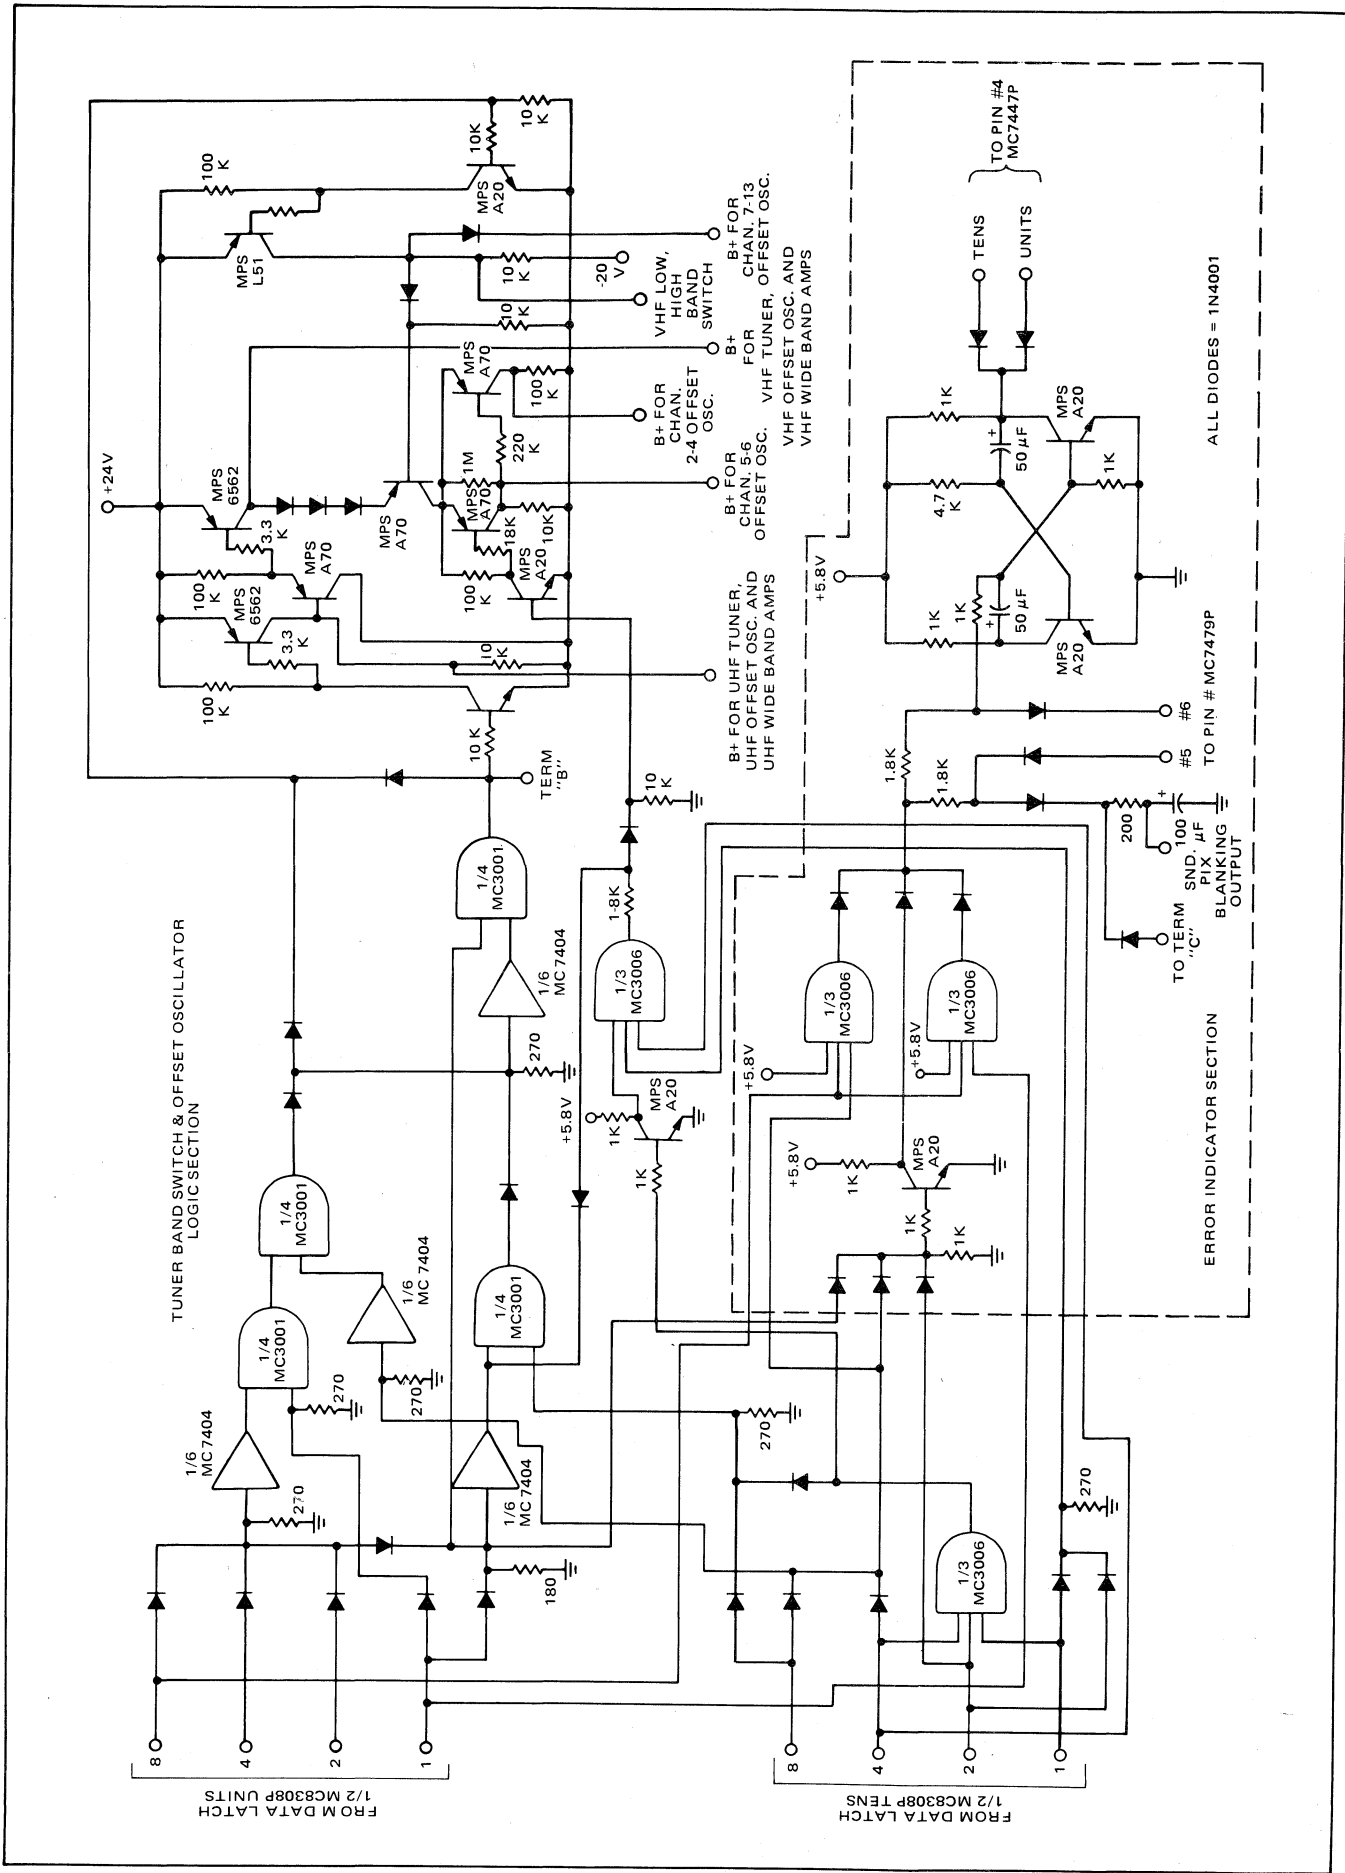 +24V
100
K
MPS
L51
10K
10
K
MPS
A20
MPS
6562
3.3
K
100
K
MPS
A70
MPS
6562
3.3
K
100
K
10 K
10
K
MPS
A70
1M
220
K
MPS
A70
18K
10K
100
K
MPS
A20
MPS
A70
100
K
10
K
10
K
-20
V
VHF LOW,
HIGH
BAND
SWITCH
B+ FOR
CHAN. 7-13
VHF TUNER, OFFSET OSC.
B+
FOR
VHF OFFSET OSC. AND
VHF WIDE BAND AMPS
B+ FOR
CHAN.
2-4 OFFSET
OSC.
B+ FOR
CHAN. 5-6
OFFSET OSC.
B+ FOR UHF TUNER,
UHF OFFSET OSC. AND
UHF WIDE BAND AMPS
TERM
"B"
TUNER BAND SWITCH & OFFSET OSCILLATOR
LOGIC SECTION
1/4
MC3001
1/6
MC 7404
1/4
MC3001
1/4
MC3001
1/6
MC 7404
270
270
270
1/6
MC 7404
270
1/4
MC3001
1/6
MC 7404
180
270
+5.8V
1K
MPS
A20
1K
1/3
MC3006
1-8K
10
K
FROM DATA LATCH
1/2 MC8308P UNITS
8
4
2
1
FROM DATA LATCH
1/2 MC8308P TENS
8
4
2
1
1/3
MC3006
270
+5.8V
1K
MPS
A20
1K
1K
+5.8V
1/3
MC3006
+5.8V
1/3
MC3006
1.8K
1.8K
200
100
µF
SND.
PIX
BLANKING
OUTPUT
TO TERM
"C"
#5
#6
TO PIN # MC7479P
+5.8V
1K
1K
50 µF
MPS
A20
4.7
K
1K
50 µF
MPS
A20
1K
TENS
UNITS
TO PIN #4
MC7447P
ALL DIODES = 1N4001
ERROR INDICATOR SECTION